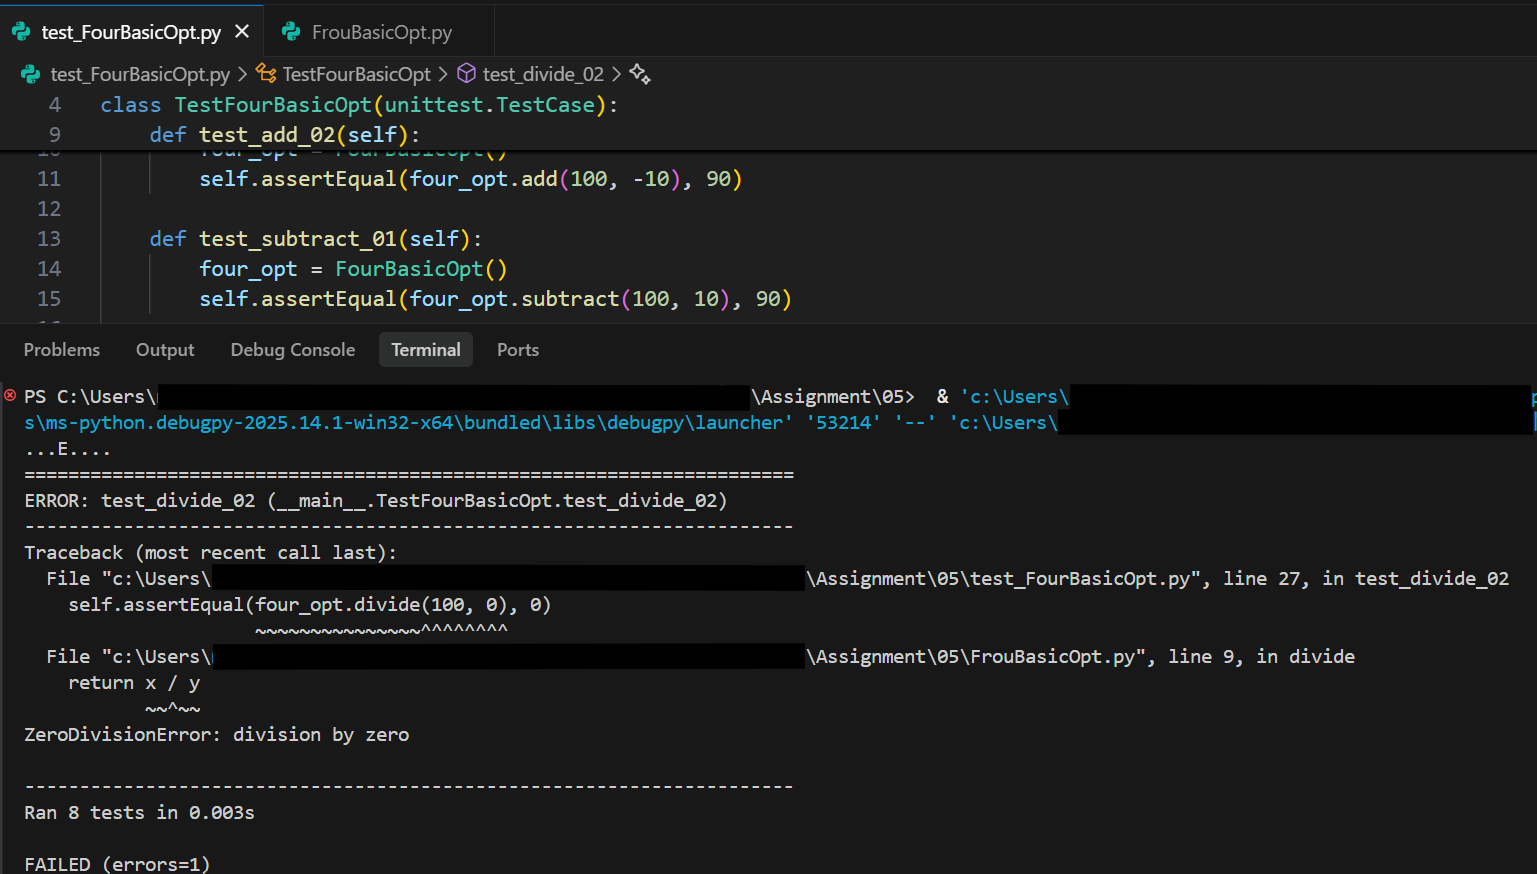 test_FourBasicOpt.py FrouBasicOpt.py
test_FourBasicOpt.py > TestFourBasicOpt > test_divide_02 >
4 class TestFourBasicOpt(unittest.TestCase):
9 def test_add_02(self):
10 four_opt = FourBasicOpt()
11 self.assertEqual(four_opt.add(100, -10), 90)
12
13 def test_subtract_01(self):
14 four_opt = FourBasicOpt()
15 self.assertEqual(four_opt.subtract(100, 10), 90)
Problems Output Debug Console Terminal Ports
PS C:\Users\ \Assignment\05> & 'c:\Users\ p
s\ms-python.debugpy-2025.14.1-win32-x64\bundled\libs\debugpy\launcher' '53214' '--' 'c:\Users\
...E....
======================================================================
ERROR: test_divide_02 (__main__.TestFourBasicOpt.test_divide_02)
----------------------------------------------------------------------
Traceback (most recent call last):
File "c:\Users\ \Assignment\05\test_FourBasicOpt.py", line 27, in test_divide_02
self.assertEqual(four_opt.divide(100, 0), 0)
~~~~~~~~~~~~~~~^^^^^^^^
File "c:\Users\ \Assignment\05\FrouBasicOpt.py", line 9, in divide
return x / y
~~^~~
ZeroDivisionError: division by zero
----------------------------------------------------------------------
Ran 8 tests in 0.003s
FAILED (errors=1)